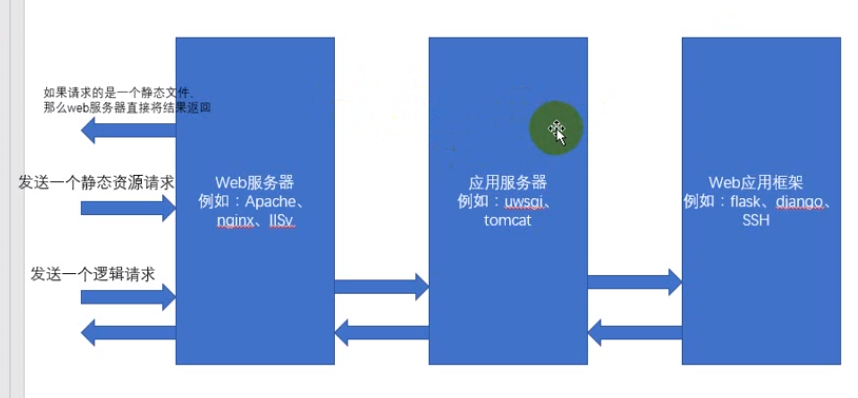 如果请求的是一个静态文件,
那么web服务器直接将结果返回
发送一个静态资源请求
发送一个逻辑请求
Web服务器
例如：Apache、
nginx、IISv
应用服务器
例如：uwsgi、
tomcat
Web应用框架
例如：flask、django、
SSH